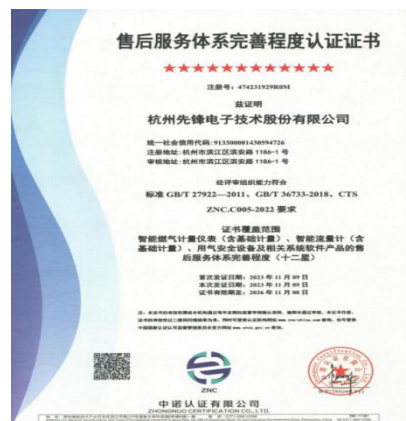 售后服务体系完善程度认证证书
★★★★★★★★★★★★
注册号：474231929R0M
兹证明
杭州先锋电子技术股份有限公司
统一社会信用代码：913300001430594726
注册地址：杭州市滨江区滨安路 1186-1 号
审核地址：杭州市滨江区滨安路 1186-1 号
经评审组织能力符合
标准 GB/T 27922—2011、GB/T 36733-2018、CTS
ZNC.C005-2022 要求
证书覆盖范围
智能燃气计量仪表（含基础计量）、智能流量计（含
基础计量）、用气安全设备及相关系统软件产品的售
后服务体系完善程度（十二星）
首次发证日期：2023 年 11 月 09 日
本次发证日期：2023 年 11 月 09 日
证书有效期至：2026 年 11 月 08 日
ZNC
中诺认证有限公司
ZHONGNUO CERTIFICATION CO., LTD.